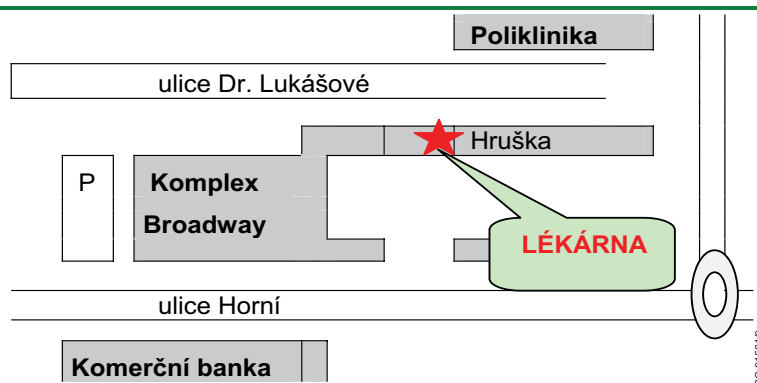 Poliklinika
ulice Dr. Lukášové
Hruška
P
Komplex
Broadway
LÉKÁRNA
ulice Horní
Komerční banka